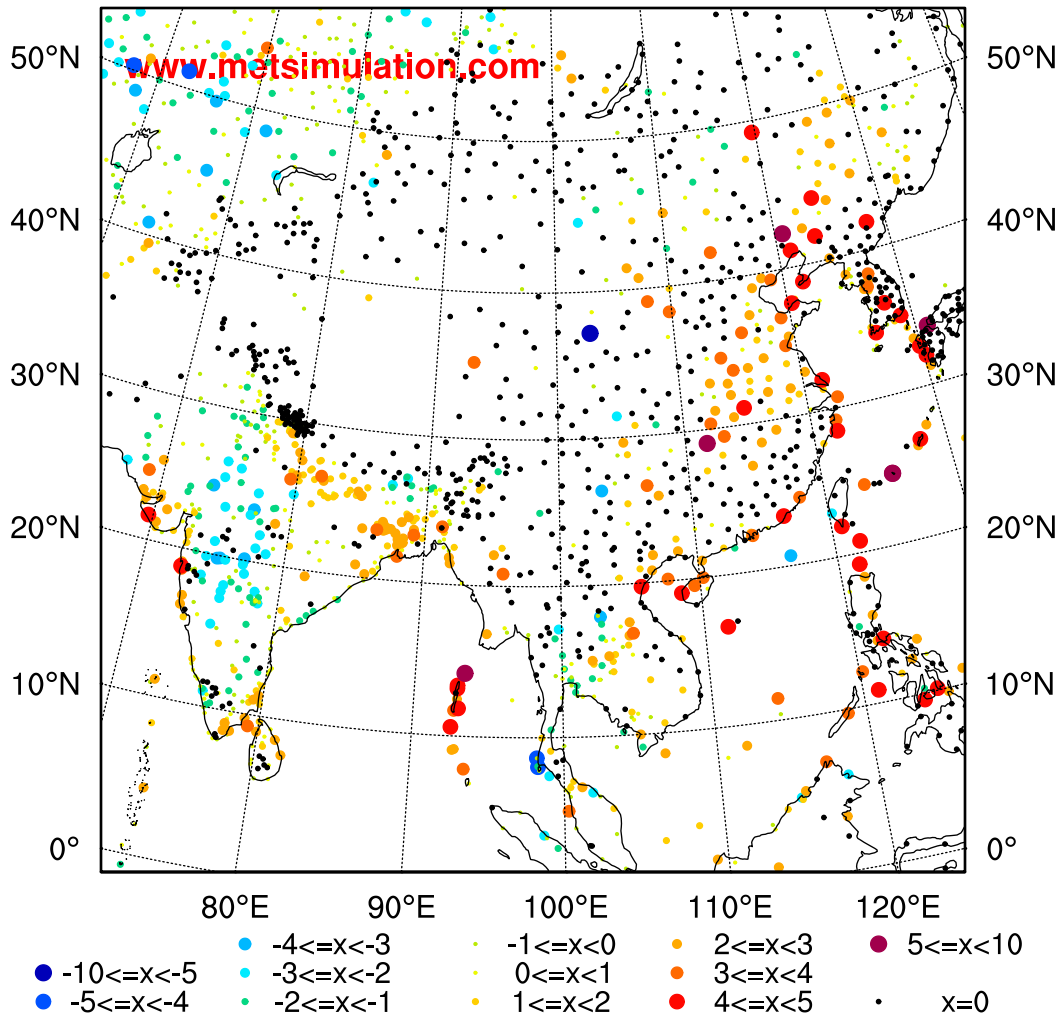 50°N 50°N
www.metsimulation.com
40°N 40°N
30°N 30°N
20°N 20°N
10°N 10°N
0° 0°
80°E 90°E 100°E 110°E 120°E
-4<=x<-3 -1<=x<0 2<=x<3 5<=x<10
-10<=x<-5 -3<=x<-2 0<=x<1 3<=x<4
-5<=x<-4 -2<=x<-1 1<=x<2 4<=x<5 x=0